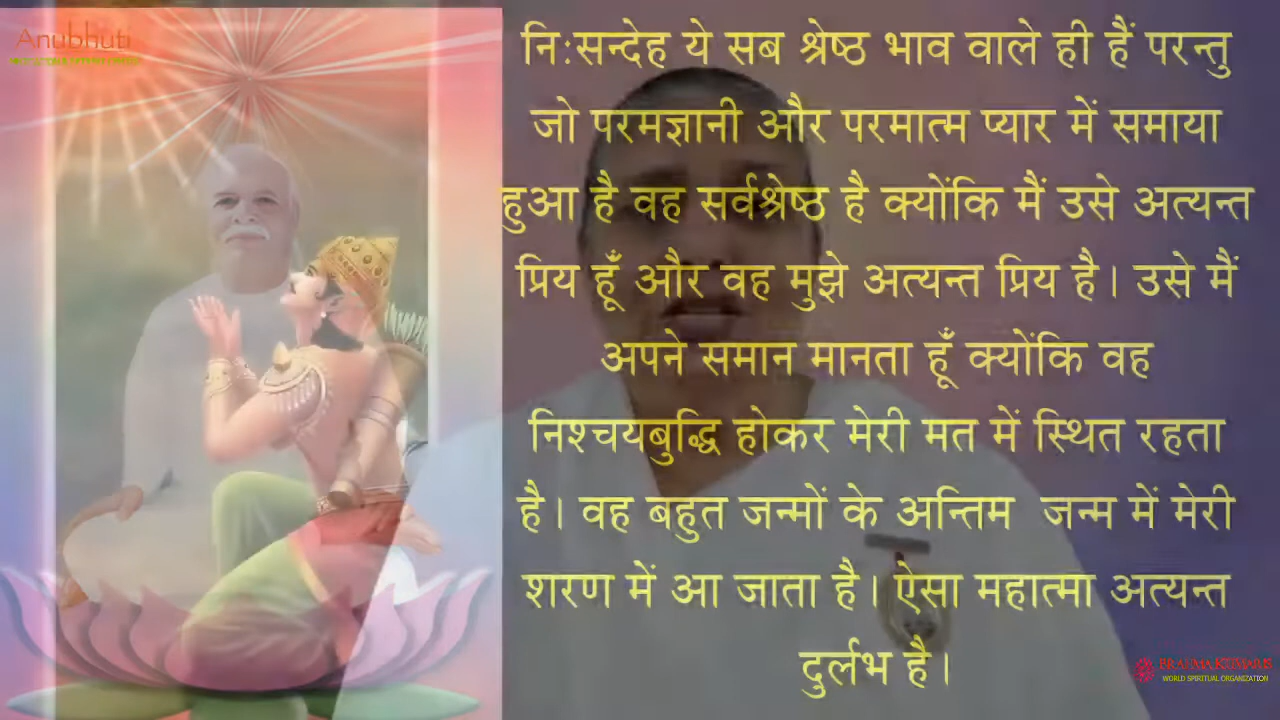 Anubhuti
निःसन्देह ये सब श्रेष्ठ भाव वाले ही हैं परन्तु
जो परमज्ञानी और परमात्म प्यार में समाया
हुआ है वह सर्वश्रेष्ठ है क्योंकि मैं उसे अत्यन्त
प्रिय हूँ और वह मुझे अत्यन्त प्रिय है। उसे मैं
अपने समान मानता हूँ क्योंकि वह
निश्चयबुद्धि होकर मेरी मत में स्थित रहता
है। वह बहुत जन्मों के अन्तिम जन्म में मेरी
शरण में आ जाता है। ऐसा महात्मा अत्यन्त
दुर्लभ है।
BRAHMA KUMARIS
WORLD SPIRITUAL ORGANIZATION